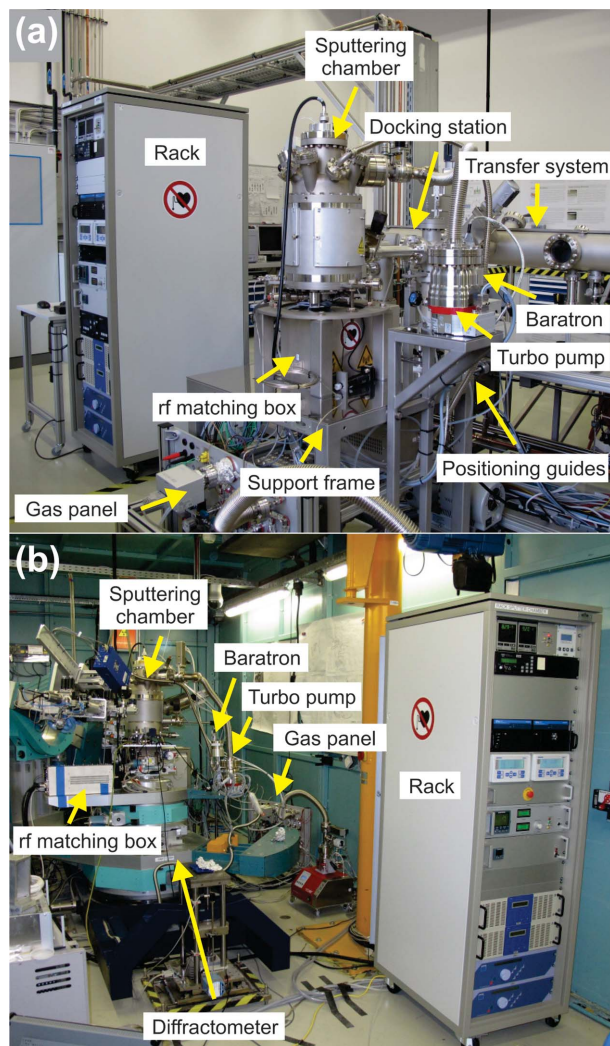 (a)
Sputtering
chamber
Docking station
Rack
Transfer system
Baratron
Turbo pump
rf matching box
Positioning guides
Support frame
Gas panel
(b)
Sputtering
chamber
Baratron
Turbo pump
Gas panel
Rack
rf matching box
Diffractometer